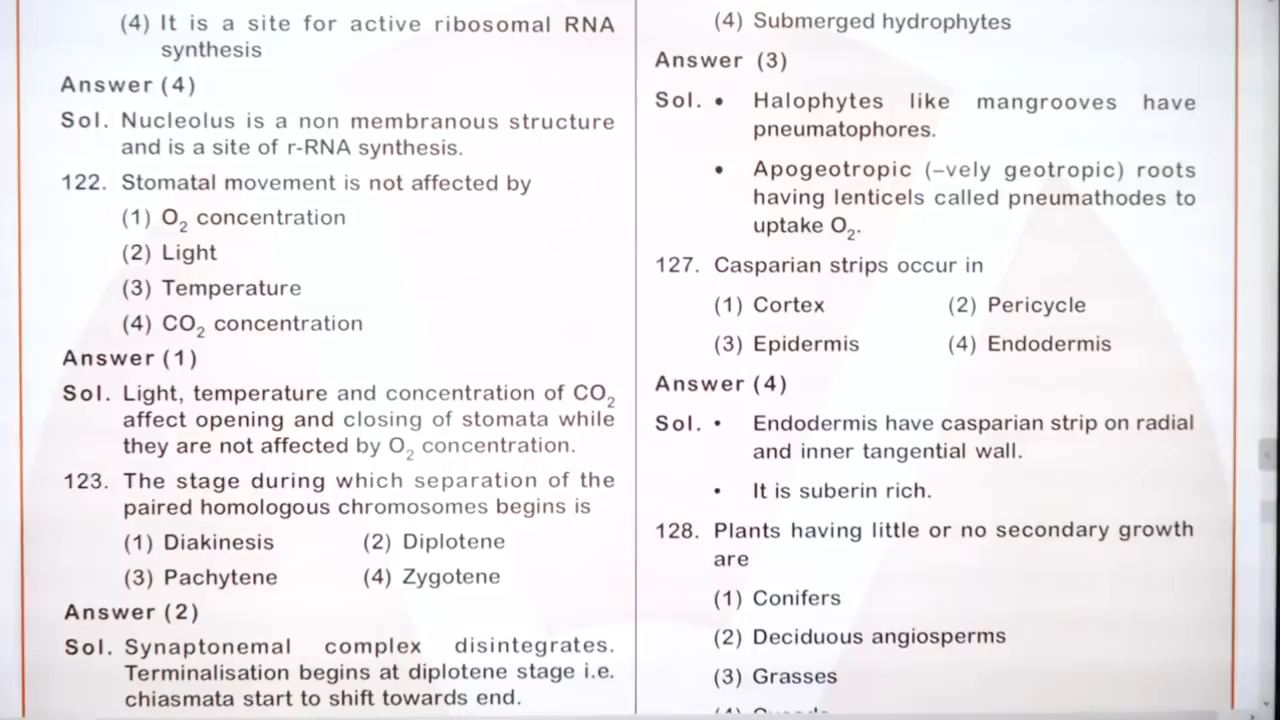 (4) It is a site for active ribosomal RNA
synthesis
Answer (4)
Sol. Nucleolus is a non membranous structure
and is a site of r-RNA synthesis.
122. Stomatal movement is not affected by
(1) O₂ concentration
(2) Light
(3) Temperature
(4) CO₂ concentration
Answer (1)
Sol. Light, temperature and concentration of CO₂
affect opening and closing of stomata while
they are not affected by O₂ concentration.
123. The stage during which separation of the
paired homologous chromosomes begins is
(1) Diakinesis (2) Diplotene
(3) Pachytene (4) Zygotene
Answer (2)
Sol. Synaptonemal complex disintegrates.
Terminalisation begins at diplotene stage i.e.
chiasmata start to shift towards end.
(4) Submerged hydrophytes
Answer (3)
Sol. • Halophytes like mangrooves have
pneumatophores.
• Apogeotropic (–vely geotropic) roots
having lenticels called pneumathodes to
uptake O₂.
127. Casparian strips occur in
(1) Cortex (2) Pericycle
(3) Epidermis (4) Endodermis
Answer (4)
Sol. • Endodermis have casparian strip on radial
and inner tangential wall.
• It is suberin rich.
128. Plants having little or no secondary growth
are
(1) Conifers
(2) Deciduous angiosperms
(3) Grasses